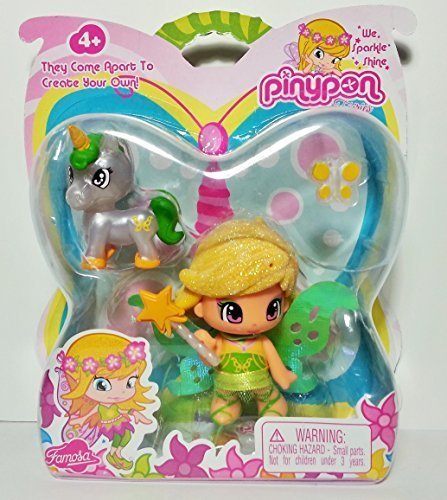 4+
They Come Apart To
Create Your Own!
We
Sparkle
Shine
pinypon
Famosa
WARNING:
CHOKING HAZARD - Small parts.
Not for children under 3 years.